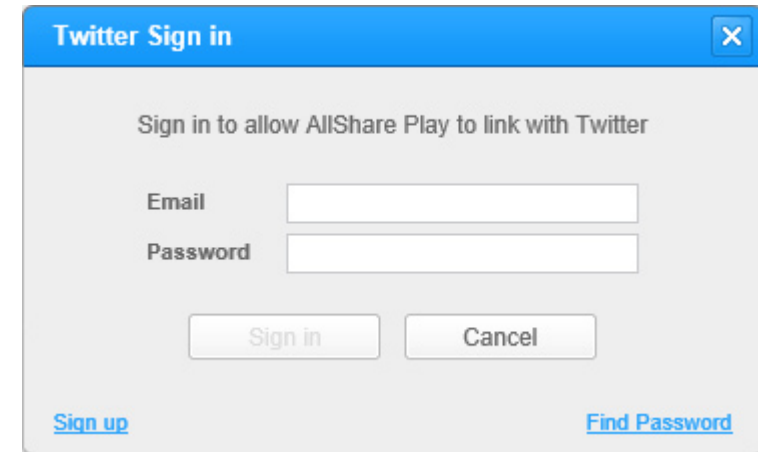 Twitter Sign in
Sign in to allow AllShare Play to link with Twitter
Email
Password
Sign in
Cancel
Sign up
Find Password